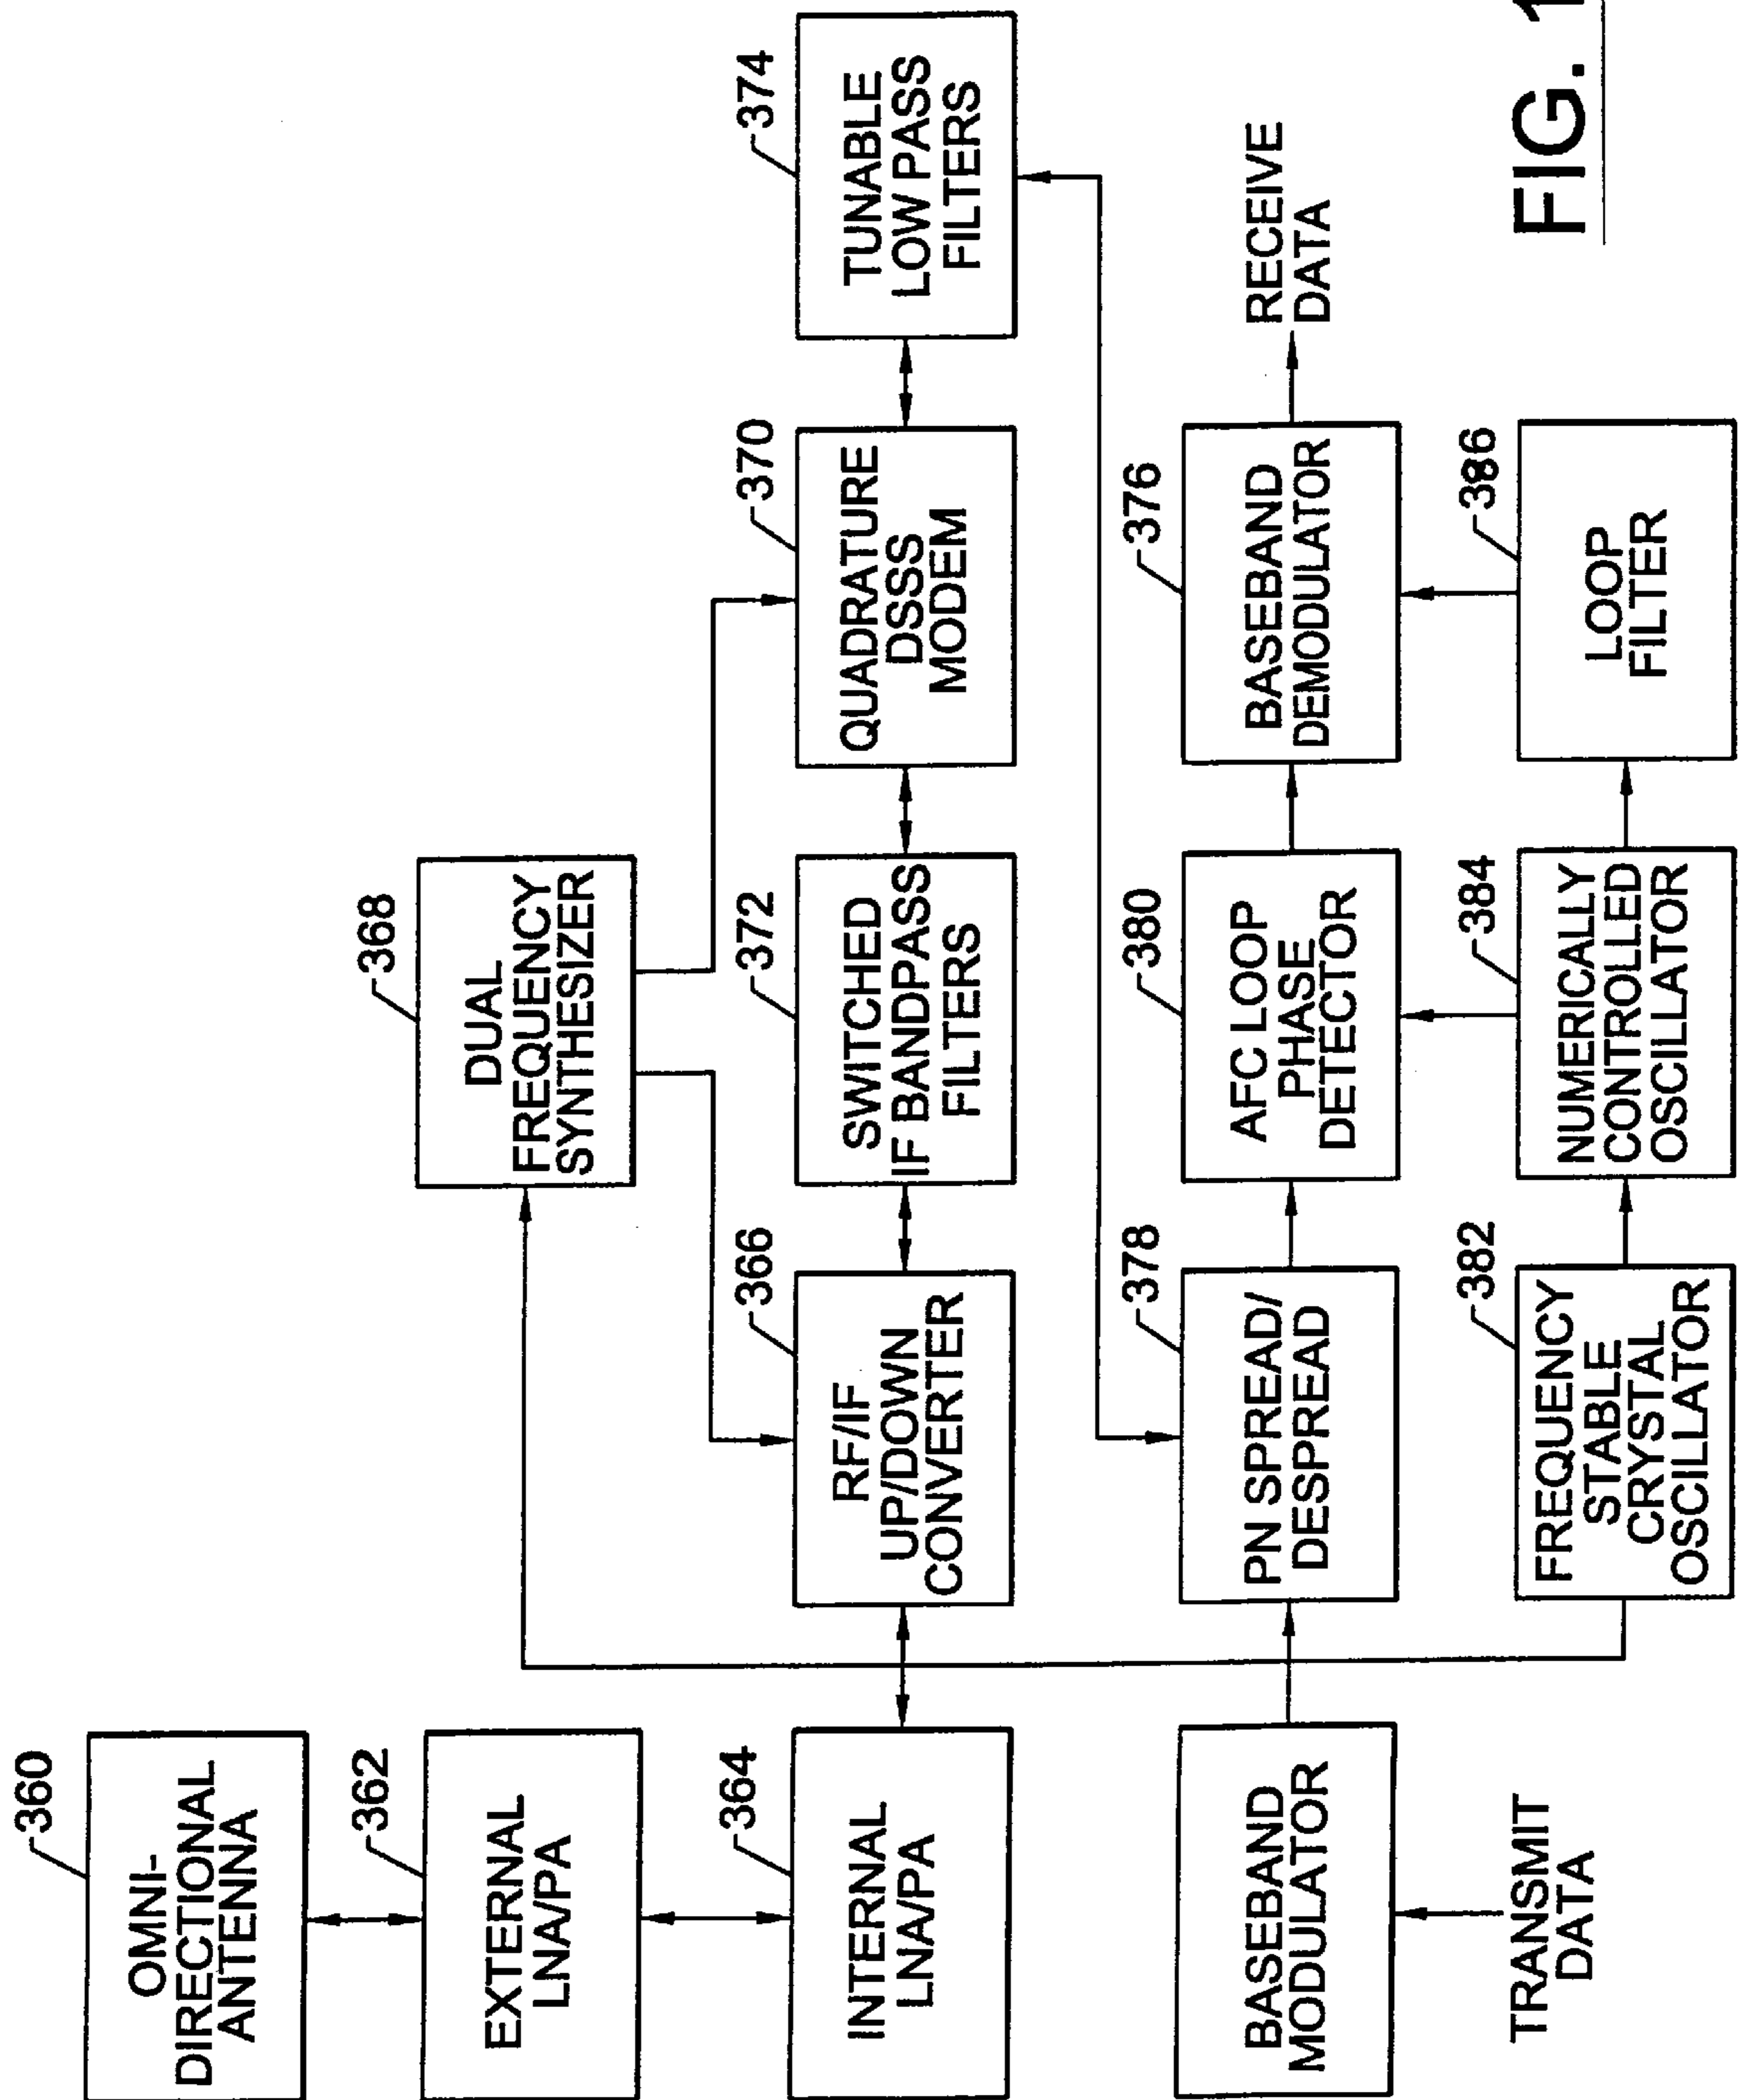 360
OMNI-
DIRECTIONAL
ANTENNA
362
EXTERNAL
LNA/PA
368
DUAL
FREQUENCY
SYNTHESIZER
364
INTERNAL
LNA/PA
366
RF/IF
UP/DOWN
CONVERTER
372
SWITCHED
IF BANDPASS
FILTERS
370
QUADRATURE
DSSS
MODEM
374
TUNABLE
LOW PASS
FILTERS
BASEBAND
MODULATOR
378
PN SPREAD/
DESPREAD
380
AFC LOOP
PHASE
DETECTOR
376
BASEBAND
DEMODULATOR
RECEIVE
DATA
TRANSMIT
DATA
382
FREQUENCY
STABLE
CRYSTAL
OSCILLATOR
384
NUMERICALLY
CONTROLLED
OSCILLATOR
386
LOOP
FILTER
FIG. 1